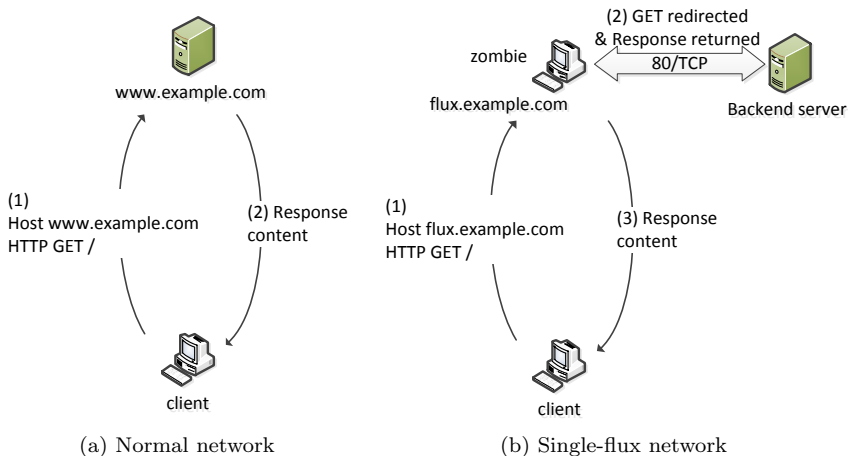 www.example.com
(1)
Host www.example.com
HTTP GET /
(2) Response
content
client
(a) Normal network
(2) GET redirected
& Response returned
80/TCP
zombie
flux.example.com
Backend server
(1)
Host flux.example.com
HTTP GET /
(3) Response
content
client
(b) Single-flux network